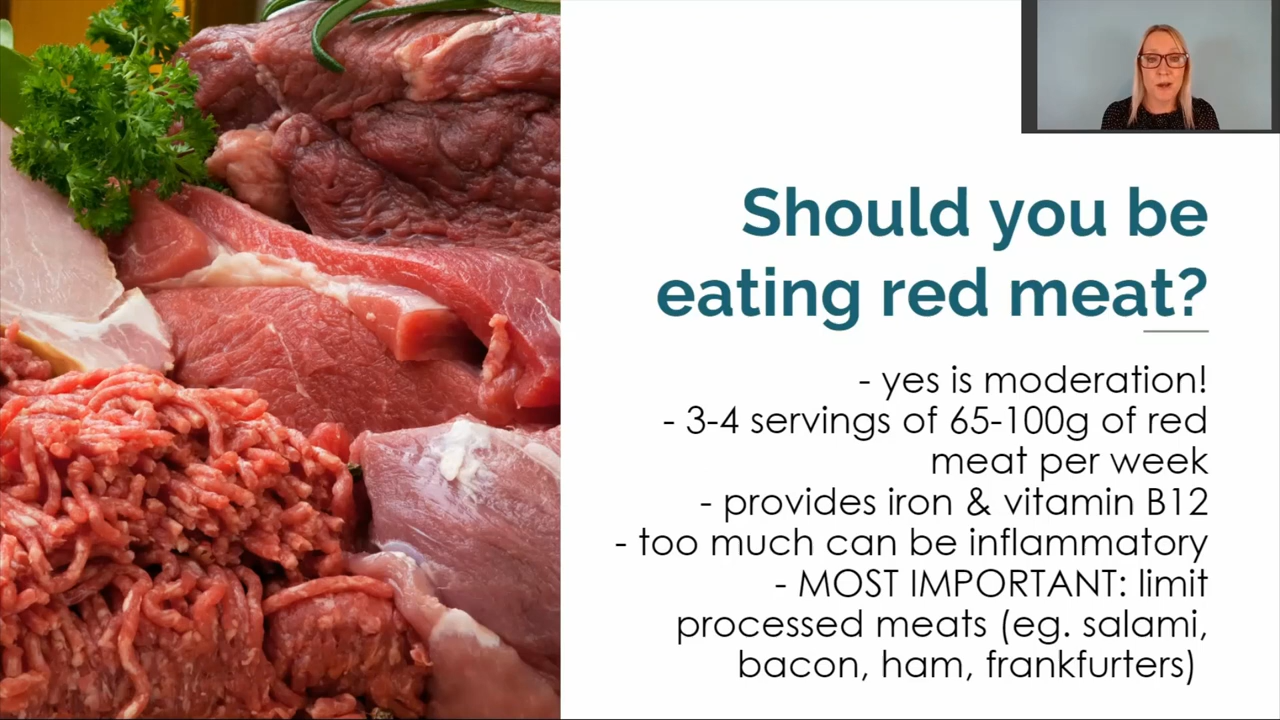 Should you be
eating red meat?
- yes is moderation!
- 3-4 servings of 65-100g of red
meat per week
- provides iron & vitamin B12
- too much can be inflammatory
- MOST IMPORTANT: limit
processed meats (eg. salami,
bacon, ham, frankfurters)